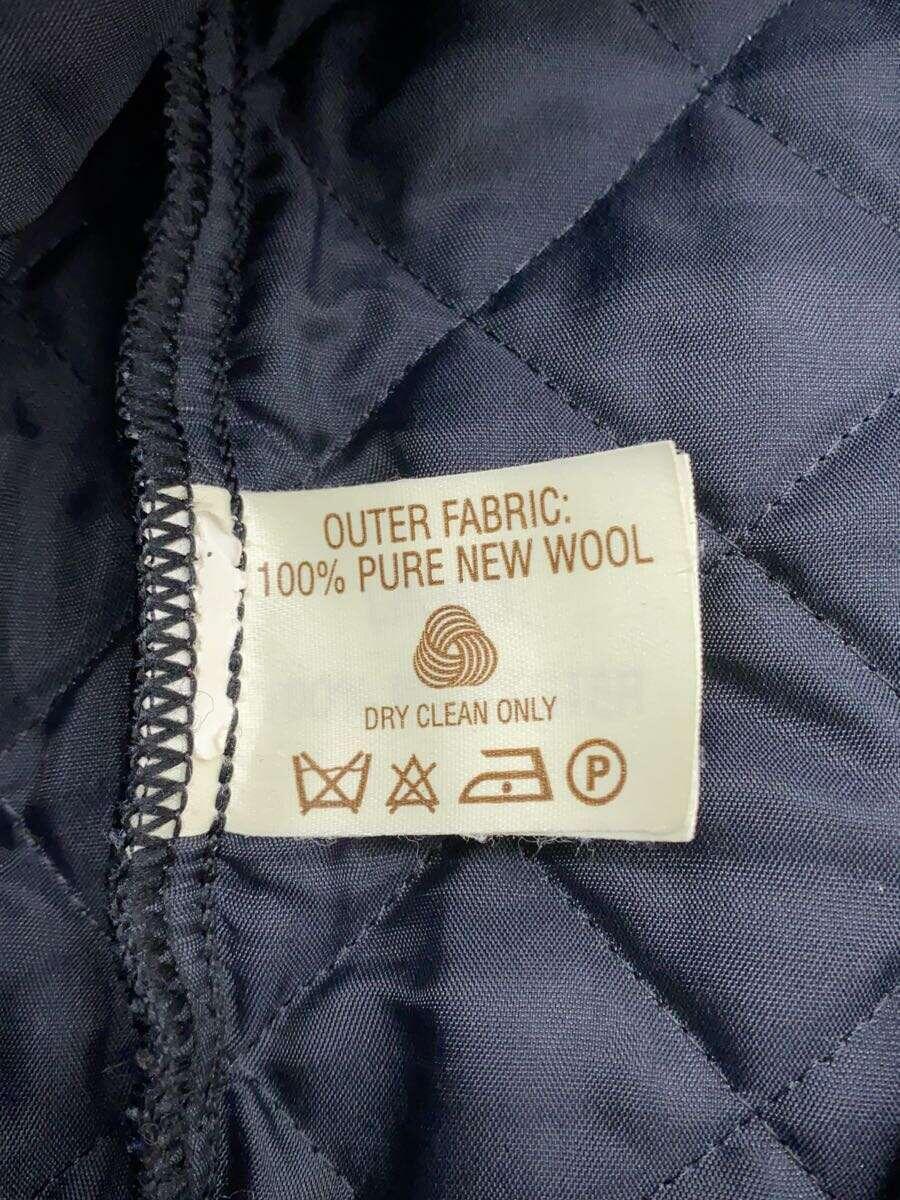 OUTER FABRIC:
100% PURE NEW WOOL
DRY CLEAN ONLY
P